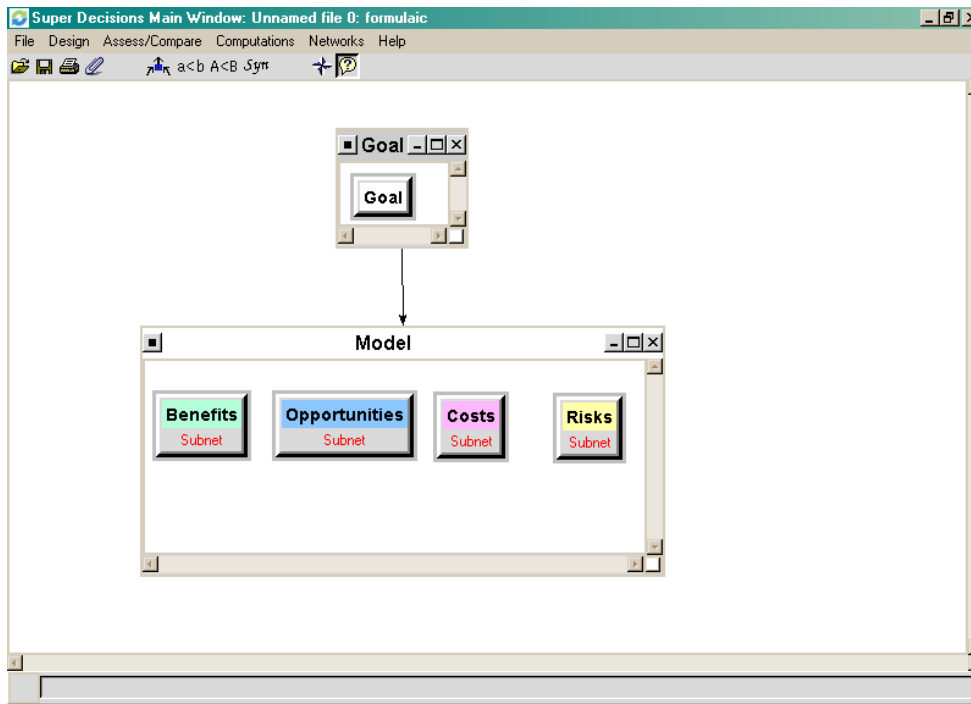 Super Decisions Main Window: Unnamed file 0: formulaic
File Design Assess/Compare Computations Networks Help
a<b A<B Syn
Goal
Goal
Model
Benefits Opportunities Costs Risks
Subnet Subnet Subnet Subnet